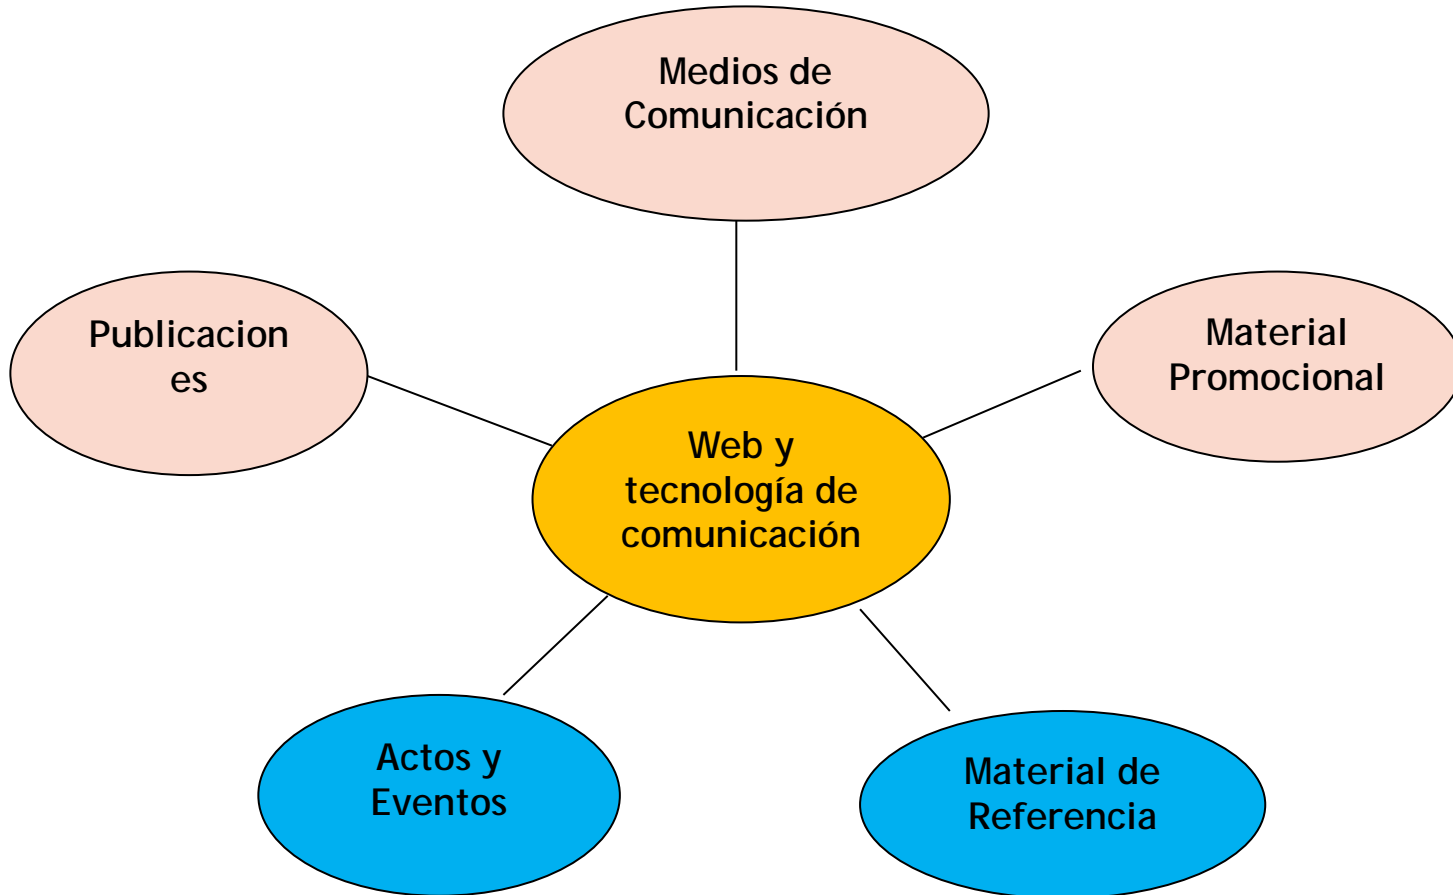 Medios de
Comunicación
Publicacion
es
Material
Promocional
Web y
tecnología de
comunicación
Actos y
Eventos
Material de
Referencia